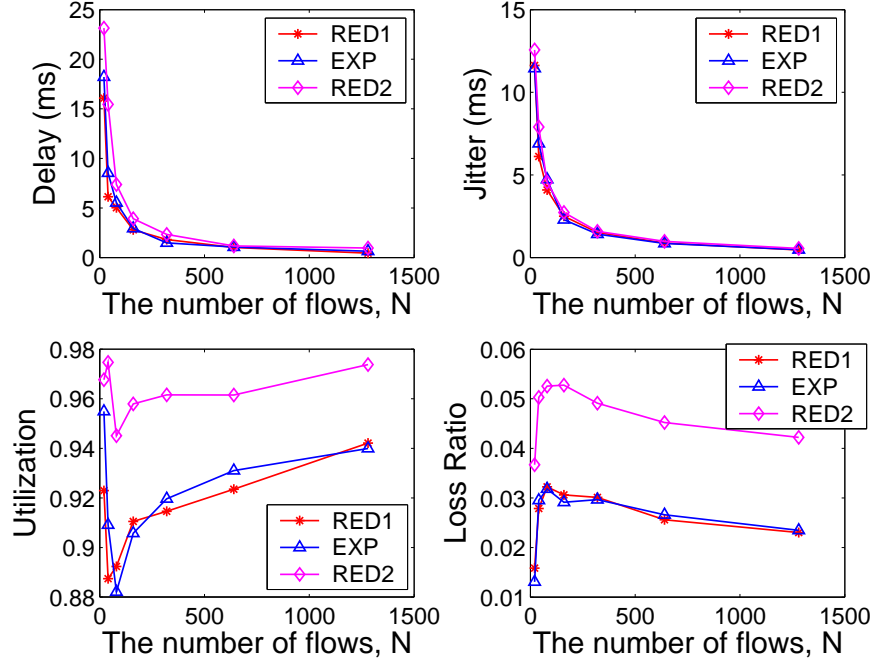 25
20
15
10
5
0
Delay (ms)
RED1
EXP
RED2
0
500
1000
1500
The number of flows, N
15
10
5
0
Jitter (ms)
RED1
EXP
RED2
0
500
1000
1500
The number of flows, N
0.98
0.96
0.94
0.92
0.9
0.88
Utilization
RED1
EXP
RED2
0
500
1000
1500
The number of flows, N
0.06
0.05
0.04
0.03
0.02
0.01
Loss Ratio
RED1
EXP
RED2
0
500
1000
1500
The number of flows, N